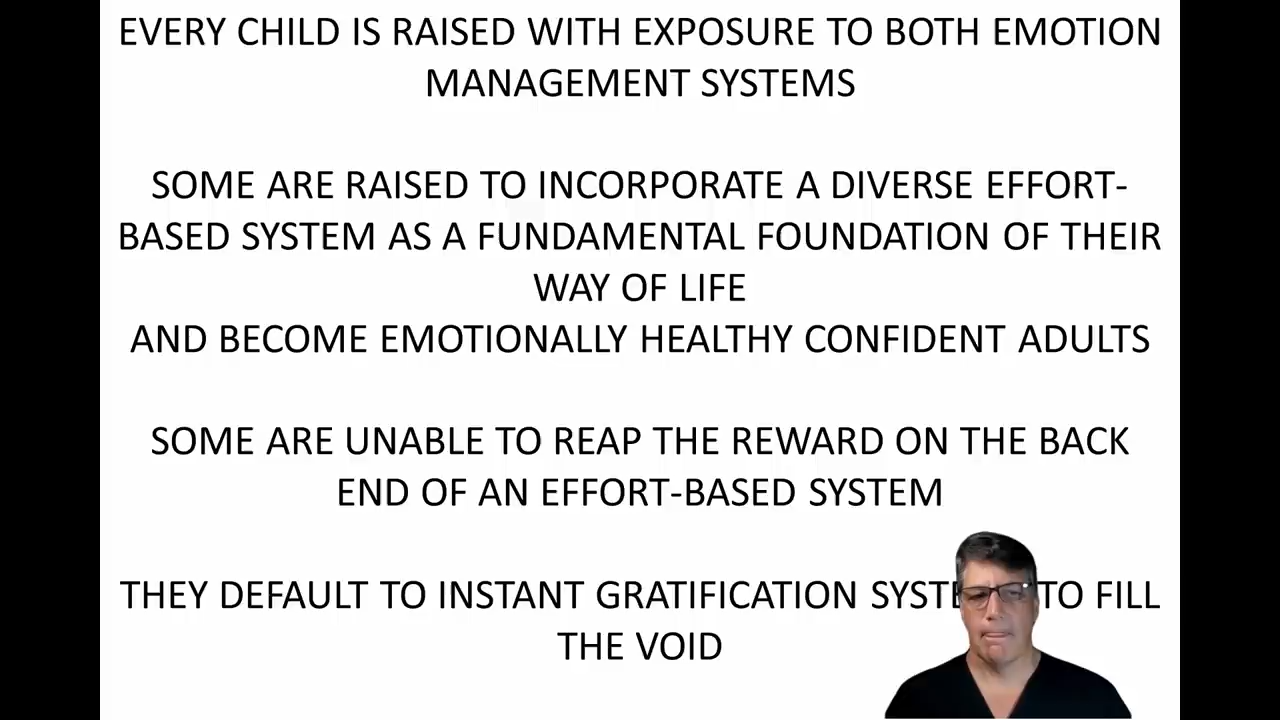 EVERY CHILD IS RAISED WITH EXPOSURE TO BOTH EMOTION
MANAGEMENT SYSTEMS
SOME ARE RAISED TO INCORPORATE A DIVERSE EFFORT-
BASED SYSTEM AS A FUNDAMENTAL FOUNDATION OF THEIR
WAY OF LIFE
AND BECOME EMOTIONALLY HEALTHY CONFIDENT ADULTS
SOME ARE UNABLE TO REAP THE REWARD ON THE BACK
END OF AN EFFORT-BASED SYSTEM
THEY DEFAULT TO INSTANT GRATIFICATION TO FILL
THE VOID